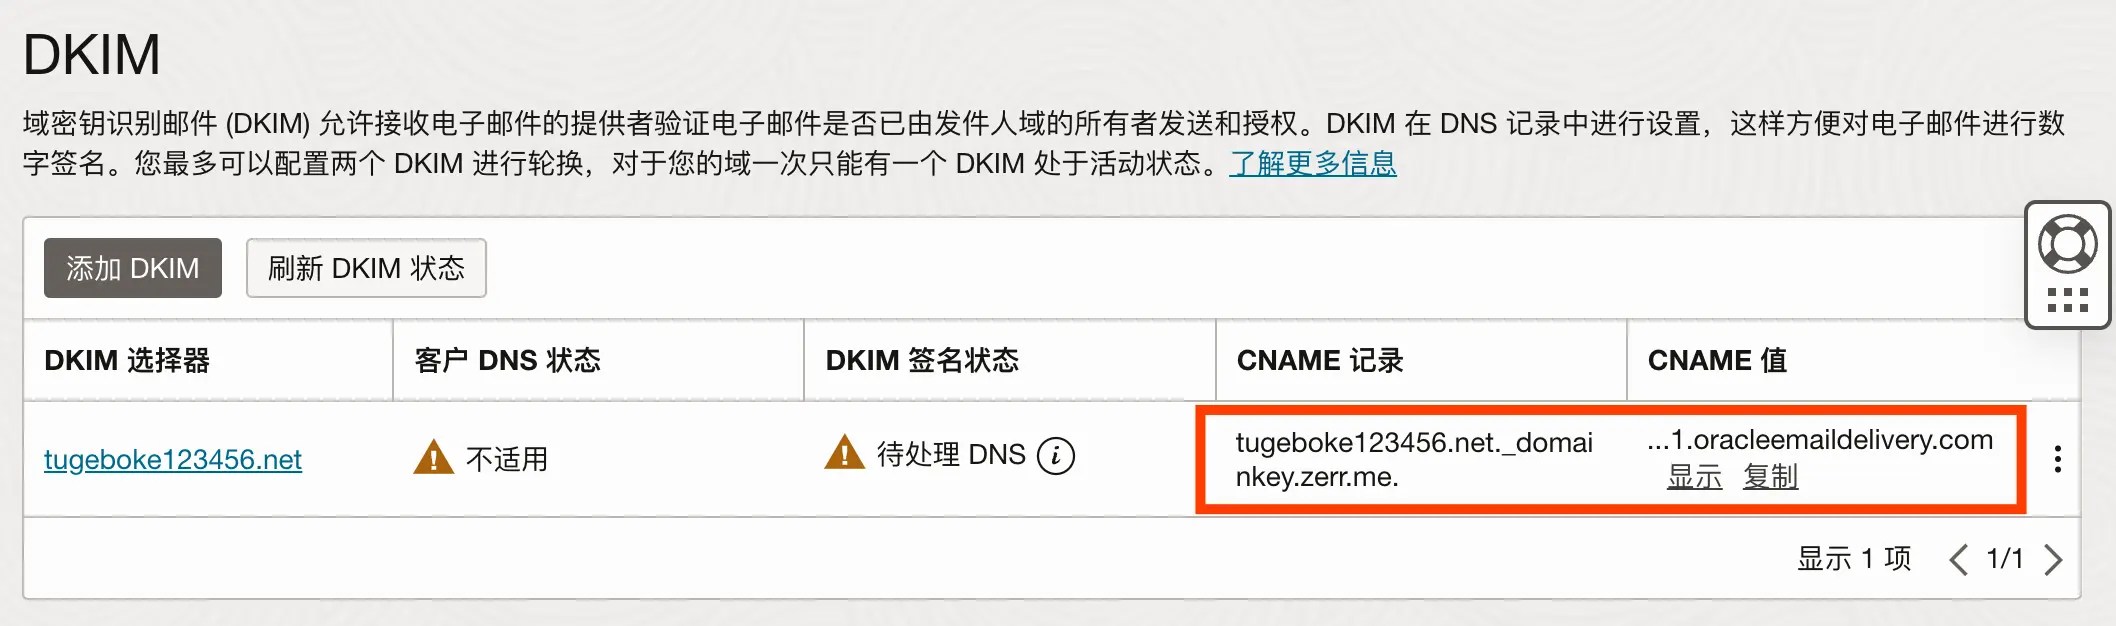 DKIM
域密钥识别邮件 (DKIM) 允许接收电子邮件的提供者验证电子邮件是否已由发件人域的所有者发送和授权。DKIM 在 DNS 记录中进行设置，这样方便对电子邮件进行数
字签名。您最多可以配置两个 DKIM 进行轮换，对于您的域一次只能有一个 DKIM 处于活动状态。了解更多信息
添加 DKIM
刷新 DKIM 状态
DKIM 选择器
客户 DNS 状态
DKIM 签名状态
CNAME 记录
CNAME 值
tugeboke123456.net
不适用
待处理 DNS
tugeboke123456.net._domai
nkey.zerr.me.
...1.oracleemaildelivery.com
显示 复制
显示 1 项
1/1